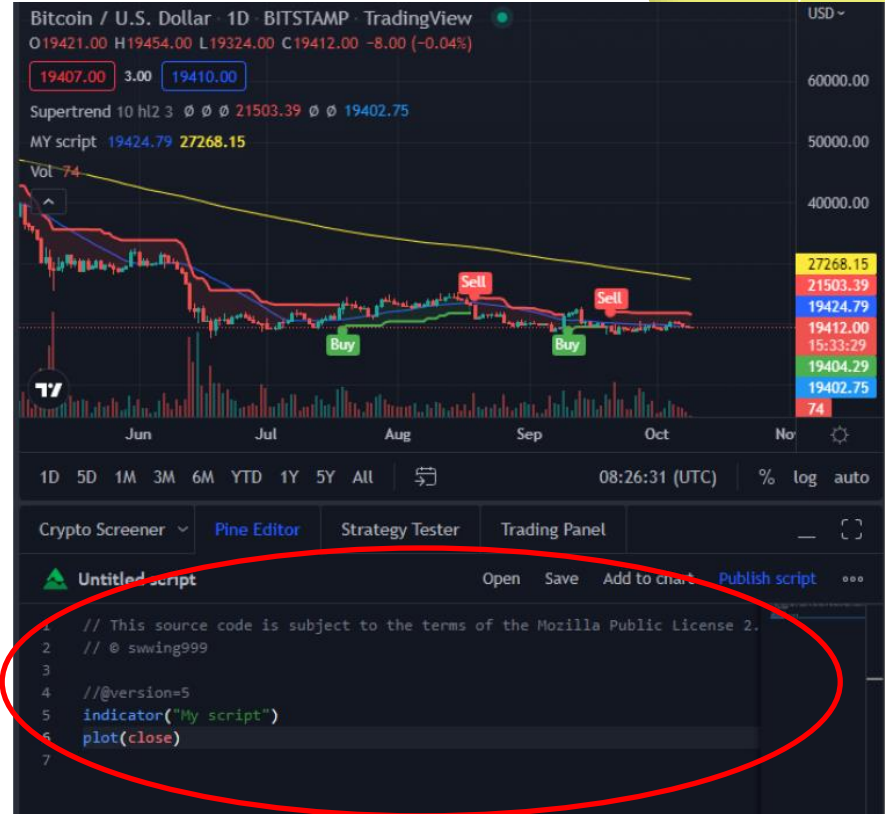 Bitcoin / U.S. Dollar · 1D · BITSTAMP · TradingView
USD
O19421.00 H19454.00 L19324.00 C19412.00 −8.00 (−0.04%)
19407.00 3.00 19410.00
60000.00
Supertrend 10 hl2 3 Ø Ø Ø 21503.39 Ø Ø 19402.75
MY script 19424.79 27268.15
50000.00
Vol 74
40000.00
27268.15
Sell
21503.39
Sell
19424.79
19412.00
Buy
Buy
15:33:29
19404.29
19402.75
74
Jun Jul Aug Sep Oct No
1D 5D 1M 3M 6M YTD 1Y 5Y All 08:26:31 (UTC) % log auto
Crypto Screener Pine Editor Strategy Tester Trading Panel
Untitled script Open Save Add to chart Publish script
1 // This source code is subject to the terms of the Mozilla Public License 2.
2 // © swwing999
3
4 //@version=5
5 indicator("My script")
6 plot(close)
7